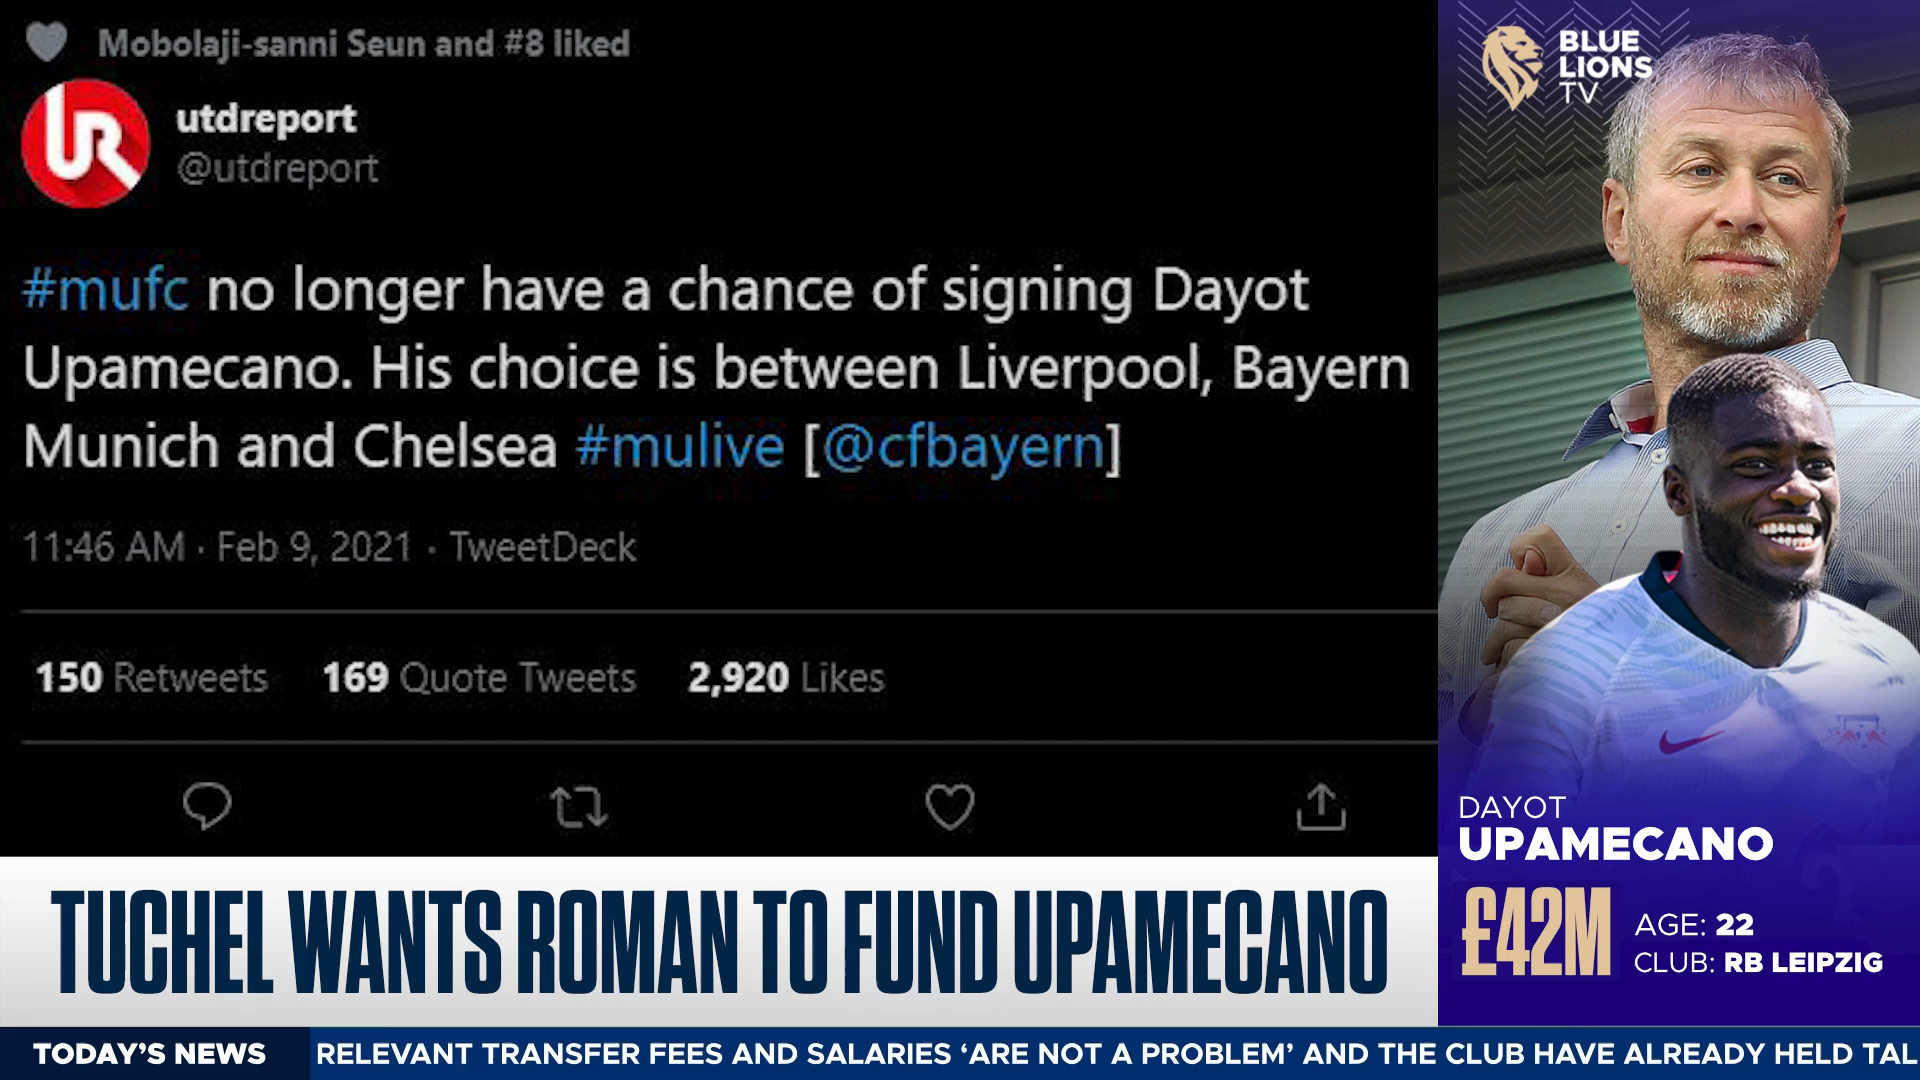 Mobolaji-sanni Seun and #8 liked
UR
utdreport
@utdreport
#mufc no longer have a chance of signing Dayot
Upamecano. His choice is between Liverpool, Bayern
Munich and Chelsea #mulive [@cfbayern]
11:46 AM · Feb 9, 2021 · TweetDeck
150 Retweets 169 Quote Tweets 2,920 Likes
BLUE
LIONS
TV
DAYOT
UPAMECANO
£42M
AGE: 22
CLUB: RB LEIPZIG
TUCHEL WANTS ROMAN TO FUND UPAMECANO
TODAY'S NEWS
RELEVANT TRANSFER FEES AND SALARIES ‘ARE NOT A PROBLEM’ AND THE CLUB HAVE ALREADY HELD TAL